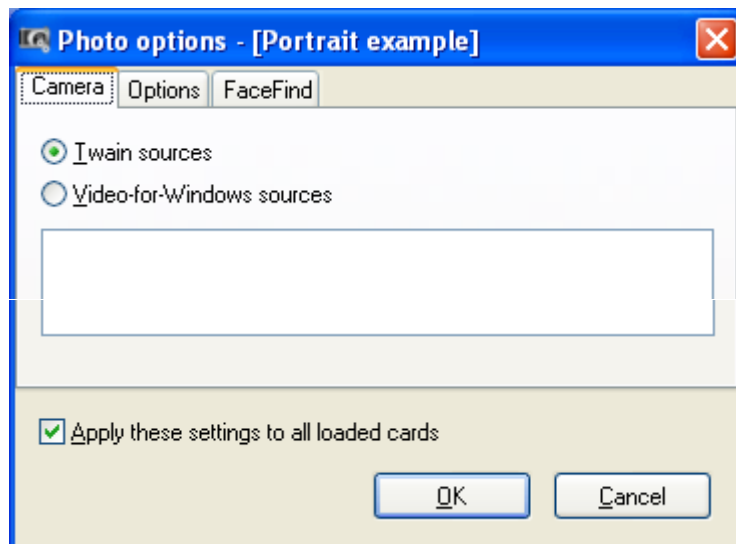 Photo options - [Portrait example]
Camera Options FaceFind
Twain sources
Video-for-Windows sources
Apply these settings to all loaded cards
OK Cancel